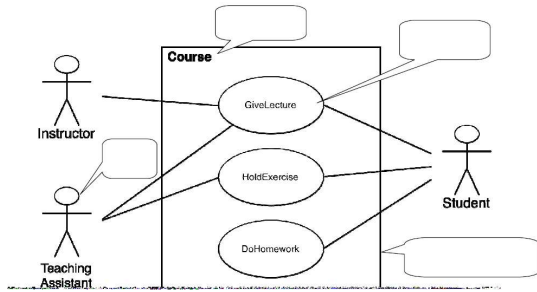 Course
GiveLecture
Instructor
HoldExercise
Student
DoHomework
Teaching
Assistant